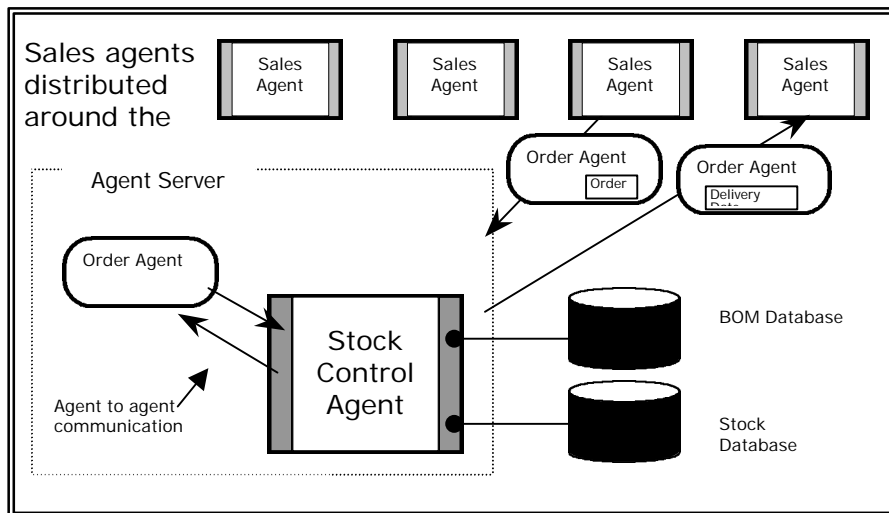 Sales agents
distributed
around the
Sales
Agent
Sales
Agent
Sales
Agent
Sales
Agent
Order Agent
Order
Order Agent
Delivery
Agent Server
Order Agent
Stock
Control
Agent
Agent to agent
communication
BOM Database
Stock
Database